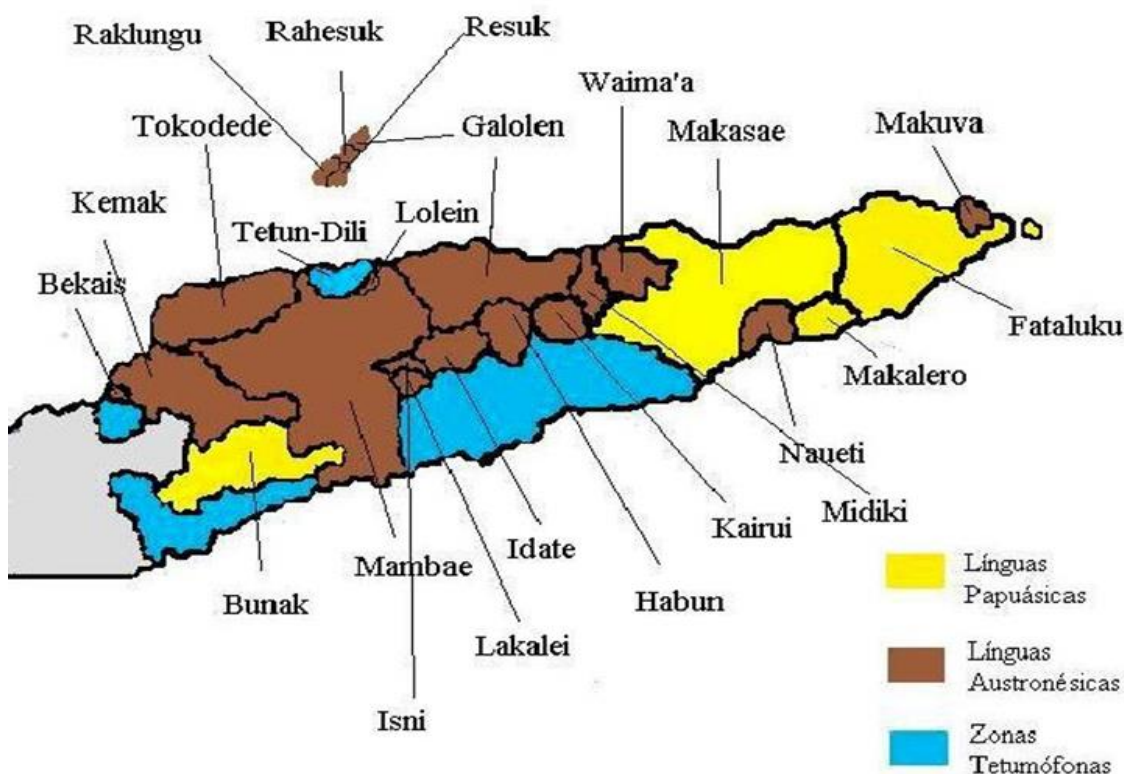 Raklungu
Rahesuk
Resuk
Waima'a
Tokodede
Galolen
Makasae
Makuva
Kemak
Tetun-Dili
Lolein
Bekais
Fataluku
Makalero
Naueti
Midiki
Kairui
Idate
Mambae
Habun
Bunak
Lakalei
Isni
Línguas
Papuásicas
Línguas
Austronésicas
Zonas
Tetumófonas